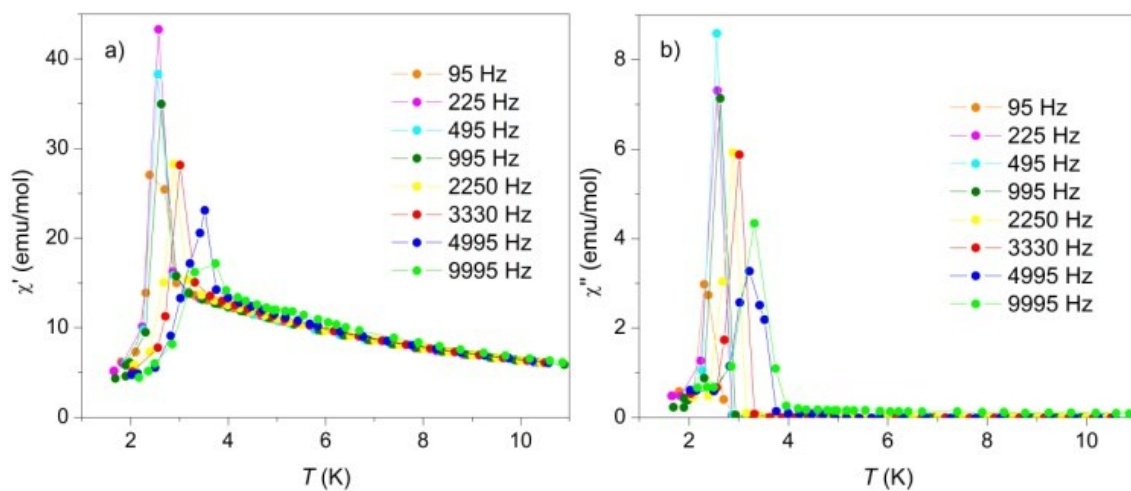 a)
χ' (emu/mol)
40
30
20
10
0
2 4 6 8 10
T (K)
95 Hz
225 Hz
495 Hz
995 Hz
2250 Hz
3330 Hz
4995 Hz
9995 Hz
b)
χ" (emu/mol)
8
6
4
2
0
2 4 6 8 10
T (K)
95 Hz
225 Hz
495 Hz
995 Hz
2250 Hz
3330 Hz
4995 Hz
9995 Hz